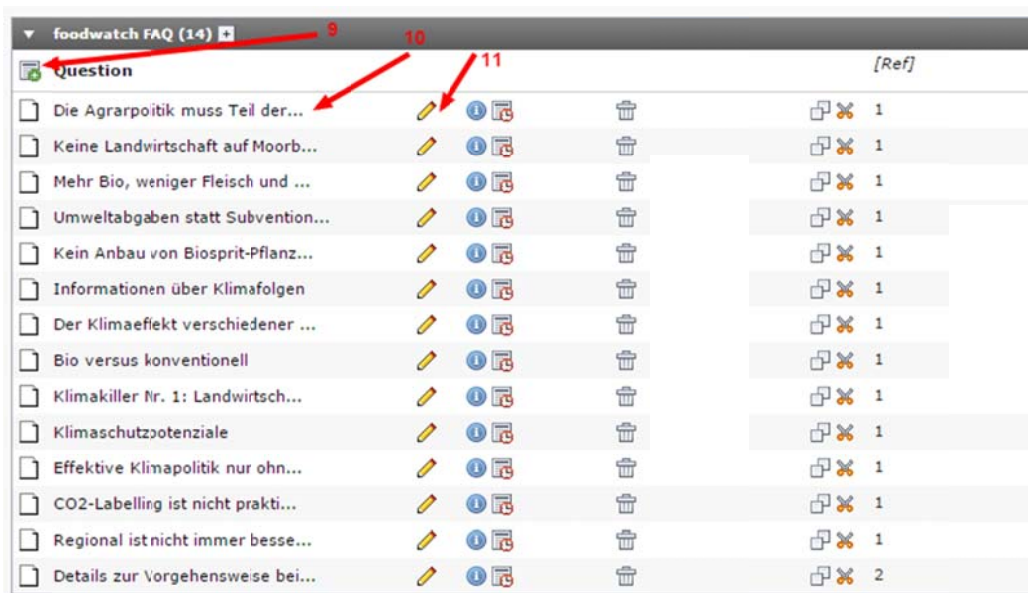 foodwatch FAQ (14)
9
10
11
Question
[Ref]
Die Agrarpoitik muss Teil der... 1
Keine Landwirtschaft auf Moorb... 1
Mehr Bio, weniger Fleisch und ... 1
Umweltabgaben statt Subvention... 1
Kein Anbau von Biosprit-Pflanz... 1
Informationen über Klimafolgen 1
Der Klimaeffekt verschiedener ... 1
Bio versus konventionell 1
Klimakiller Nr. 1: Landwirtsch... 1
Klimaschutzpotenziale 1
Effektive Klimapolitik nur ohn... 1
CO2-Labelling ist nicht prakti... 1
Regional ist nicht immer besse... 1
Details zur Vorgehensweise bei... 2